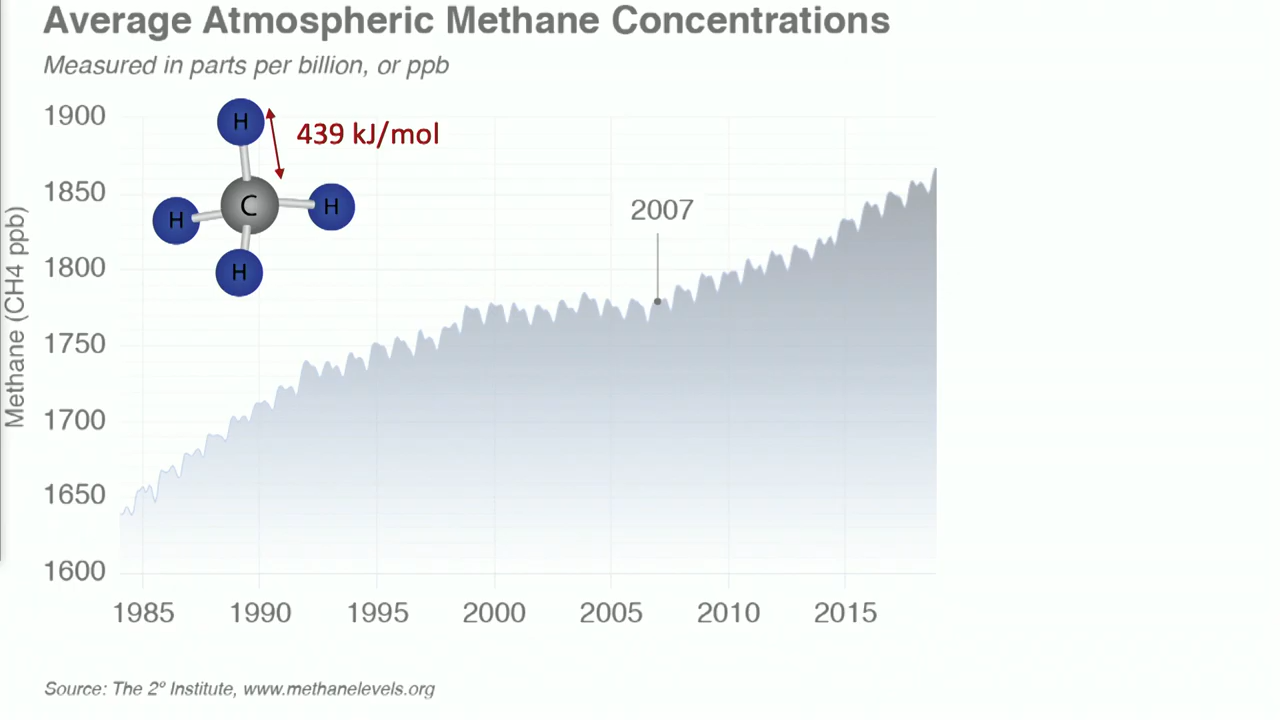 Average Atmospheric Methane Concentrations
Measured in parts per billion, or ppb
1900
H
439 kJ/mol
1850
H
C
H
2007
1800
H
1750
1700
1650
1600
Methane (CH4 ppb)
1985 1990 1995 2000 2005 2010 2015
Source: The 2º Institute, www.methanelevels.org